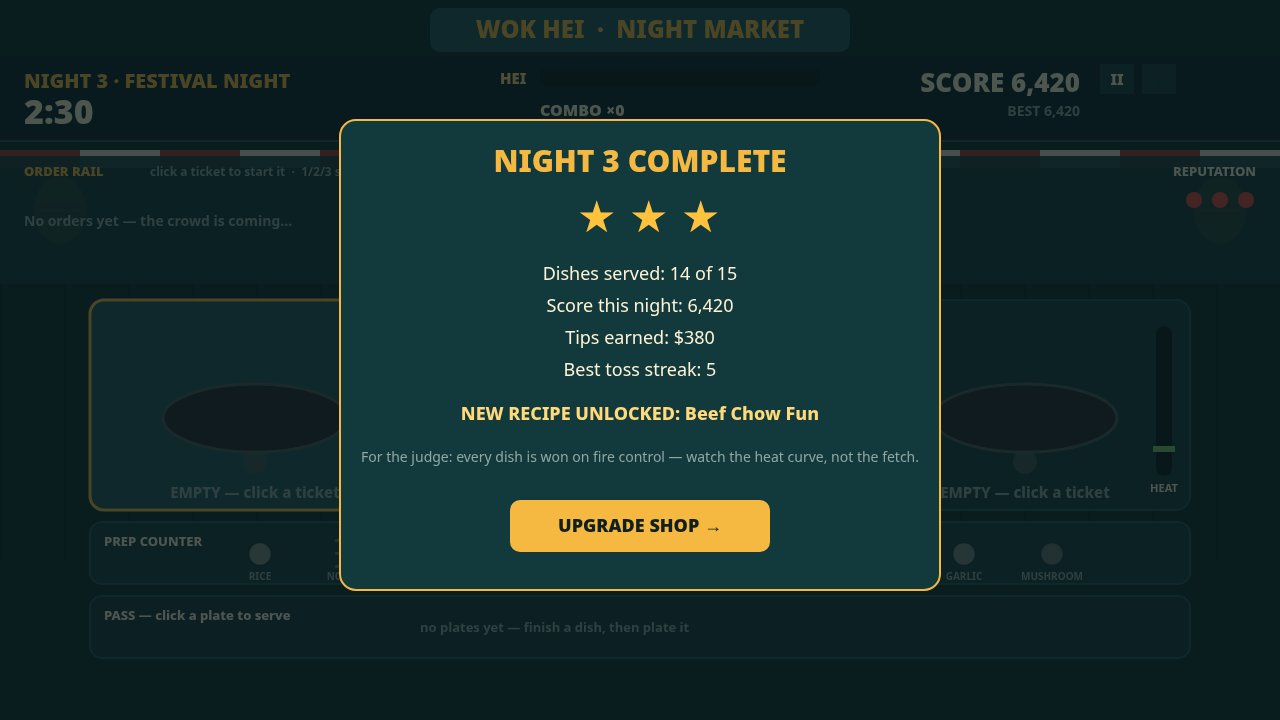 WOK HEI · NIGHT MARKET
NIGHT 3 · FESTIVAL NIGHT
2:30
HEI
COMBO ×0
SCORE 6,420
II
BEST 6,420
ORDER RAIL
click a ticket to start it · 1/2/3 s
REPUTATION
No orders yet — the crowd is coming...
NIGHT 3 COMPLETE
★ ★ ★
Dishes served: 14 of 15
Score this night: 6,420
Tips earned: $380
Best toss streak: 5
NEW RECIPE UNLOCKED: Beef Chow Fun
For the judge: every dish is won on fire control — watch the heat curve, not the fetch.
UPGRADE SHOP →
EMPTY — click a ticket
EMPTY — click a ticket
HEAT
PREP COUNTER
RICE
GARLIC
MUSHROOM
PASS — click a plate to serve
no plates yet — finish a dish, then plate it